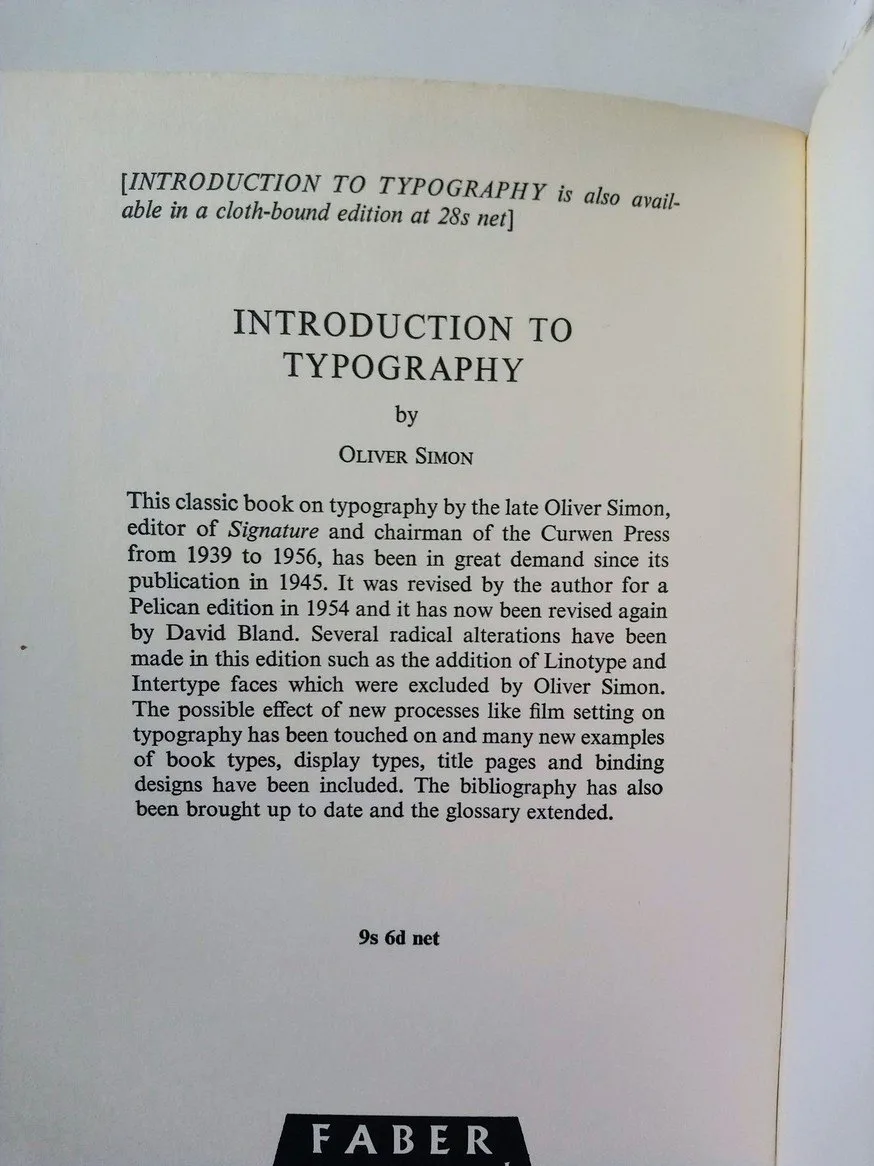 [INTRODUCTION TO TYPOGRAPHY is also avail-
able in a cloth-bound edition at 28s net]
INTRODUCTION TO
TYPOGRAPHY
by
OLIVER SIMON
This classic book on typography by the late Oliver Simon,
editor of Signature and chairman of the Curwen Press
from 1939 to 1956, has been in great demand since its
publication in 1945. It was revised by the author for a
Pelican edition in 1954 and it has now been revised again
by David Bland. Several radical alterations have been
made in this edition such as the addition of Linotype and
Intertype faces which were excluded by Oliver Simon.
The possible effect of new processes like film setting on
typography has been touched on and many new examples
of book types, display types, title pages and binding
designs have been included. The bibliography has also
been brought up to date and the glossary extended.
9s 6d net
FABER